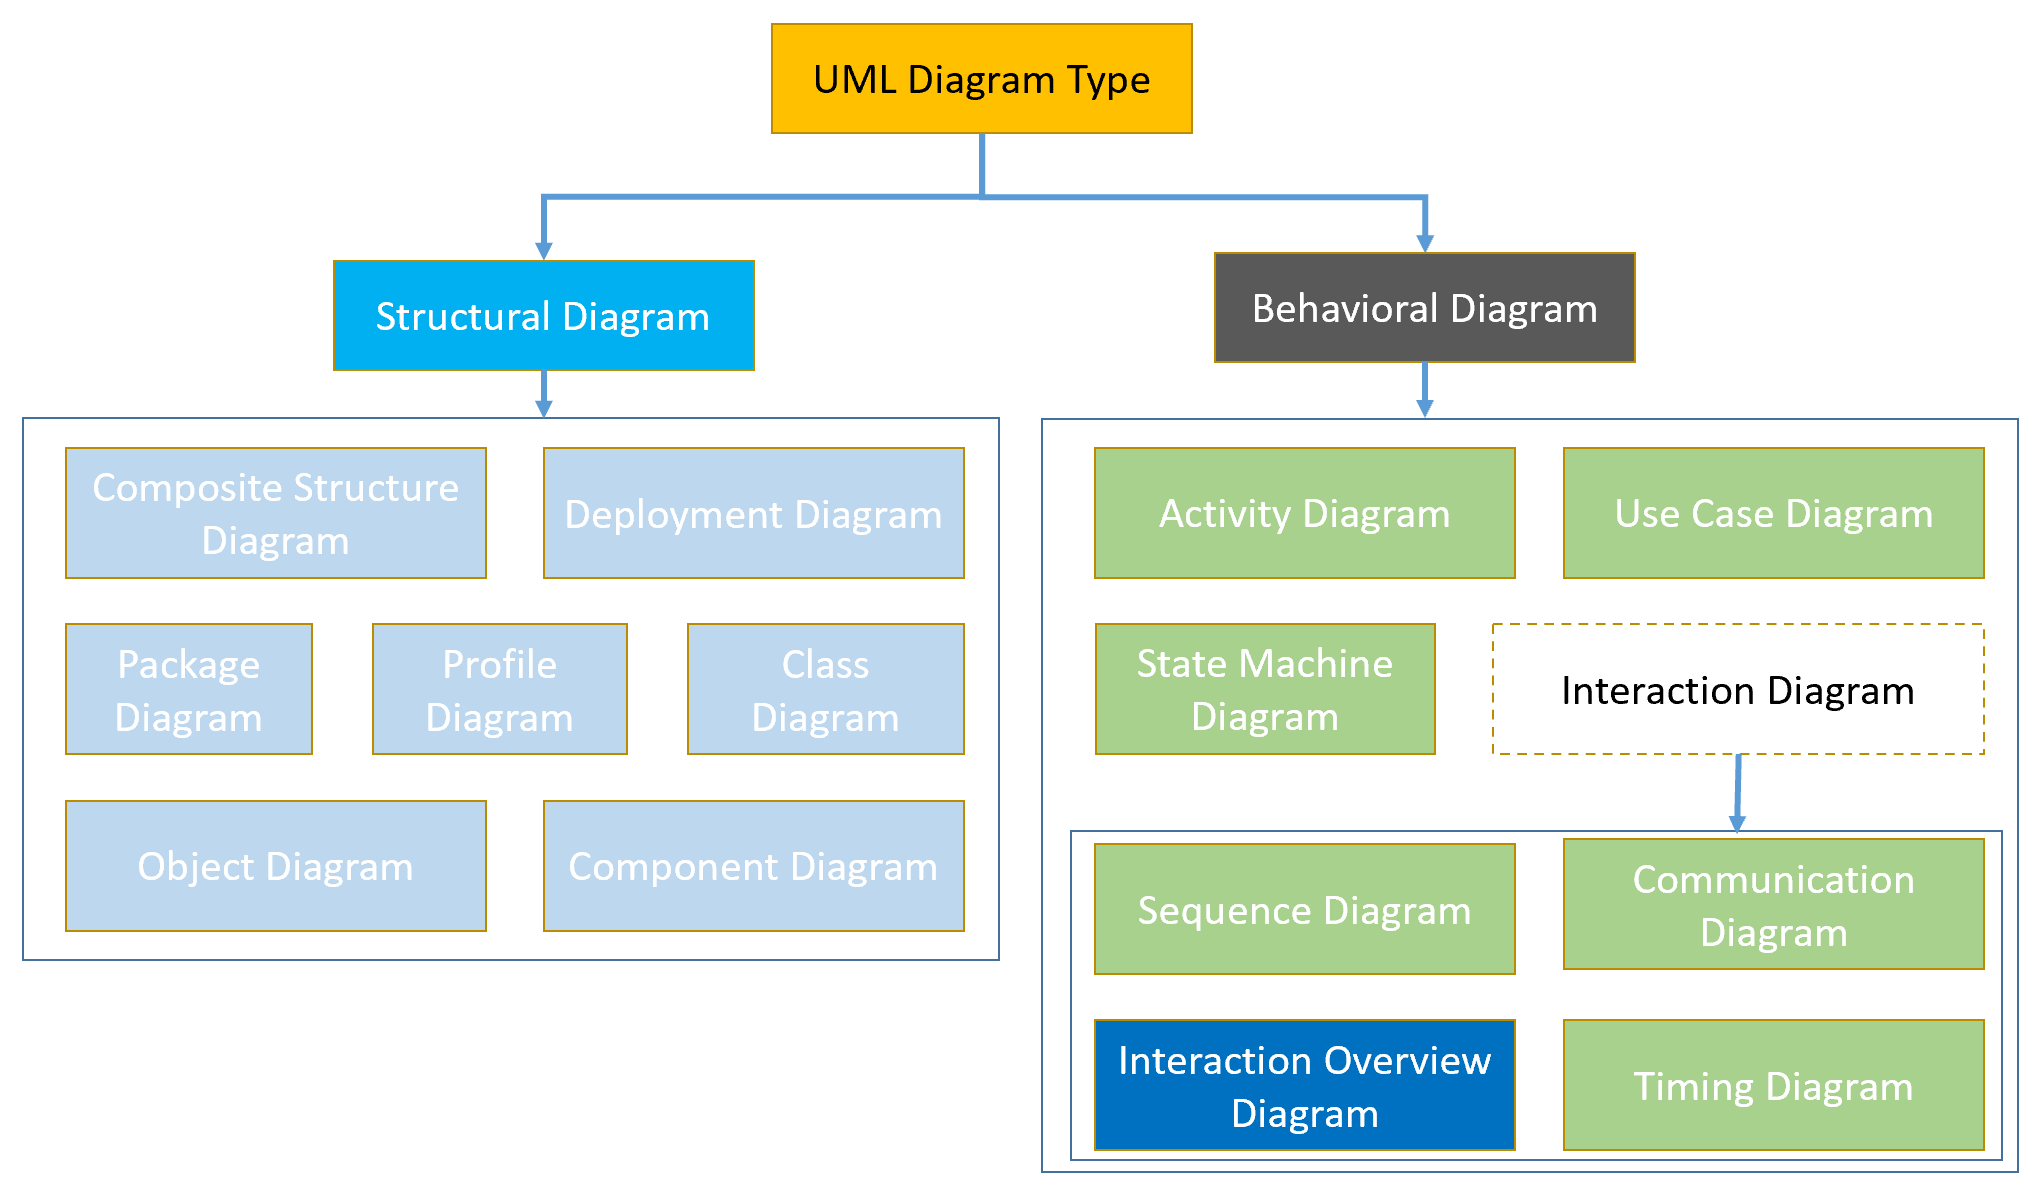 UML Diagram Type
Structural Diagram
Behavioral Diagram
Composite Structure
Diagram
Deployment Diagram
Package
Diagram
Profile
Diagram
Class
Diagram
Object Diagram
Component Diagram
Activity Diagram
Use Case Diagram
State Machine
Diagram
Interaction Diagram
Sequence Diagram
Communication
Diagram
Interaction Overview
Diagram
Timing Diagram